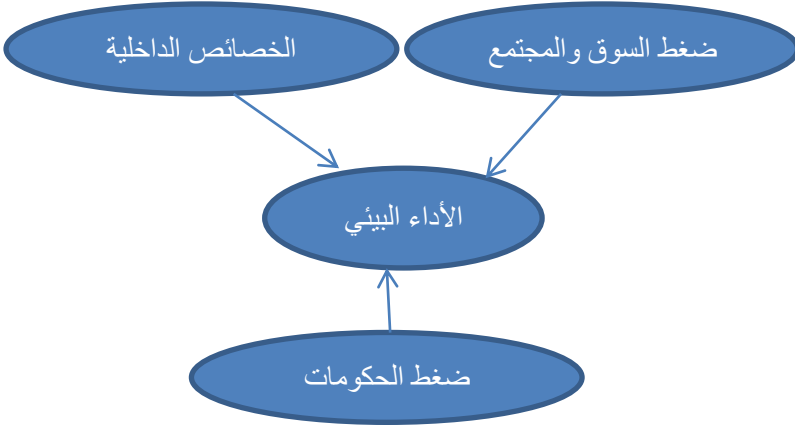 ضغط السوق والمجتمع
الخصائص الداخلية
الأداء البيئي
ضغط الحكومات